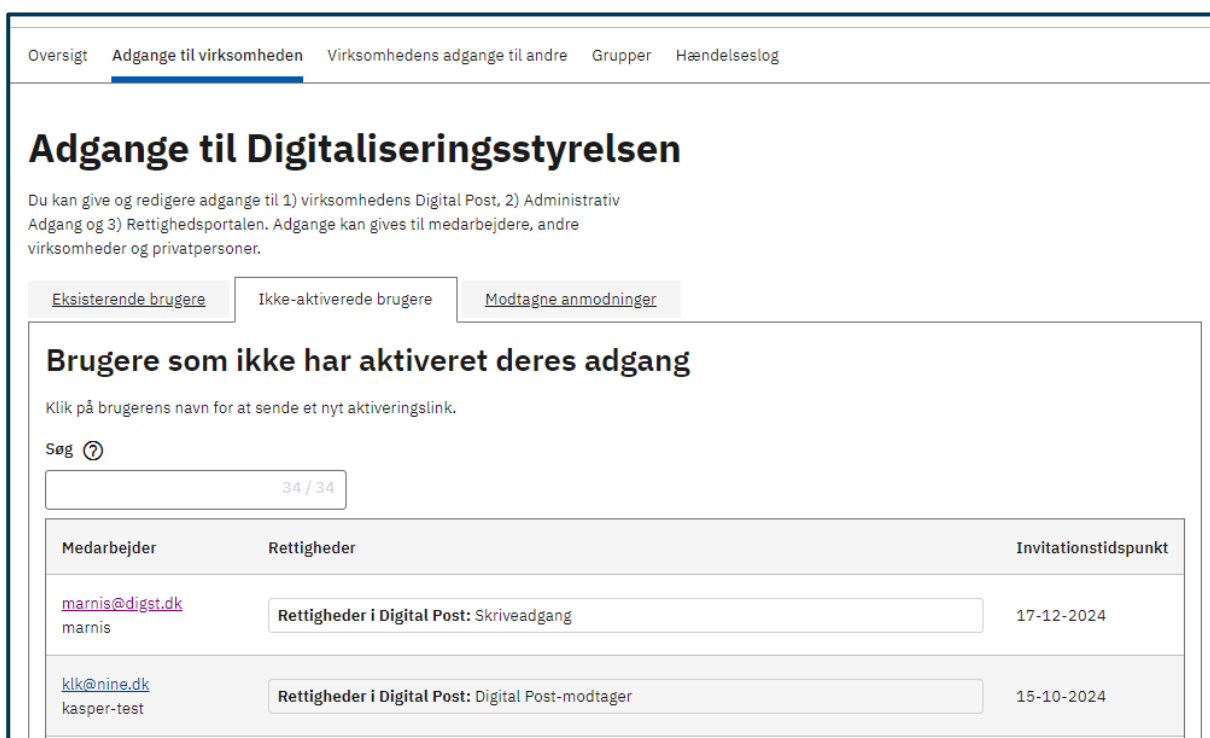 Oversigt Adgange til virksomheden Virksomhedens adgange til andre Grupper Hændelseslog
Adgange til Digitaliseringsstyrelsen
Du kan give og redigere adgange til 1) virksomhedens Digital Post, 2) Administrativ
Adgang og 3) Rettighedsportalen. Adgange kan gives til medarbejdere, andre
virksomheder og privatpersoner.
Eksisterende brugere Ikke-aktiverede brugere Modtagne anmodninger
Brugere som ikke har aktiveret deres adgang
Klik på brugerens navn for at sende et nyt aktiveringslink.
Søg ?
34 / 34
Medarbejder Rettigheder Invitationstidspunkt
marnis@digst.dk
marnis
Rettigheder i Digital Post: Skriveadgang
17-12-2024
klk@nine.dk
kasper-test
Rettigheder i Digital Post: Digital Post-modtager
15-10-2024